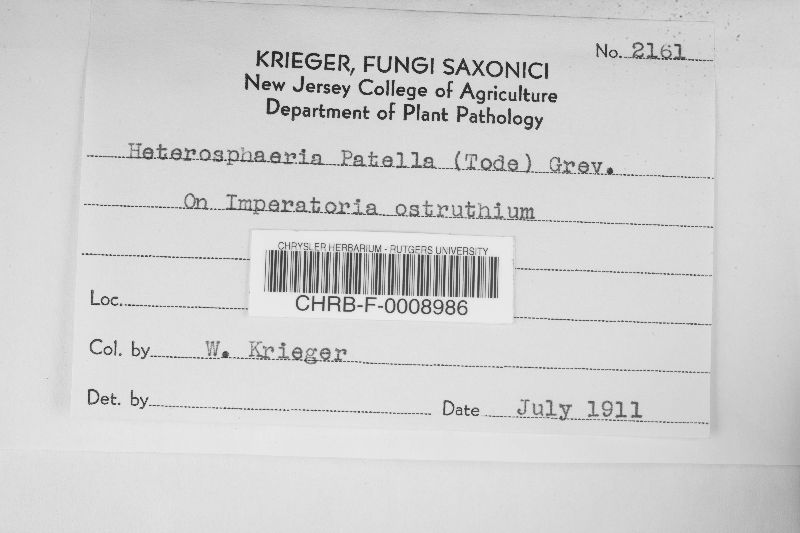 No. 2161
KRIEGER, FUNGI SAXONICI
New Jersey College of Agriculture
Department of Plant Pathology
Heterosphaeria Patella (Tode) Grev.
On Imperatoria ostruthium
CHRYSLER HERBARIUM - RUTGERS UNIVERSITY
CHRB-F-0008986
Loc.
Col. by W. Krieger
Det. by Date July 1911